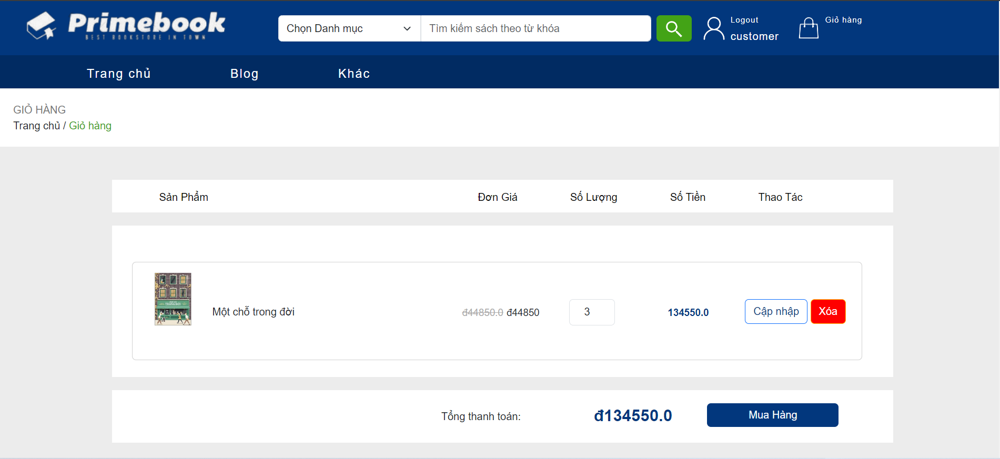 Primebook
BEST BOOKSTORE IN TOWN
Chọn Danh mục
Tìm kiếm sách theo từ khóa
Logout
customer
Giỏ hàng
Trang chủ
Blog
Khác
GIỎ HÀNG
Trang chủ / Giỏ hàng
Sản Phẩm
Đơn Giá
Số Lượng
Số Tiền
Thao Tác
TRONG ĐỜI
Một chỗ trong đời
đ44850.0 đ44850
3
134550.0
Cập nhập
Xóa
Tổng thanh toán:
đ134550.0
Mua Hàng